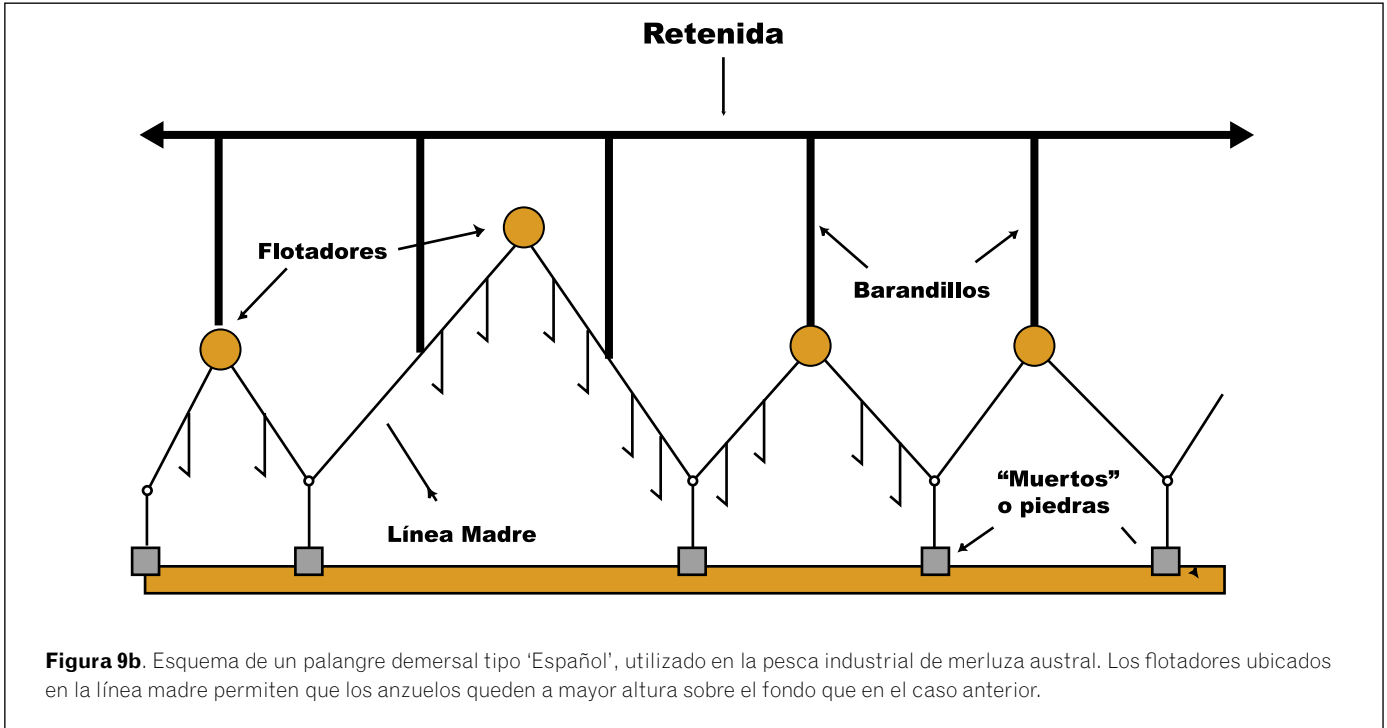 Retenida
Flotadores
Barandillos
“Muertos”
o piedras
Línea Madre
Figura 9b. Esquema de un palangre demersal tipo ‘Español’, utilizado en la pesca industrial de merluza austral. Los flotadores ubicados
en la línea madre permiten que los anzuelos queden a mayor altura sobre el fondo que en el caso anterior.